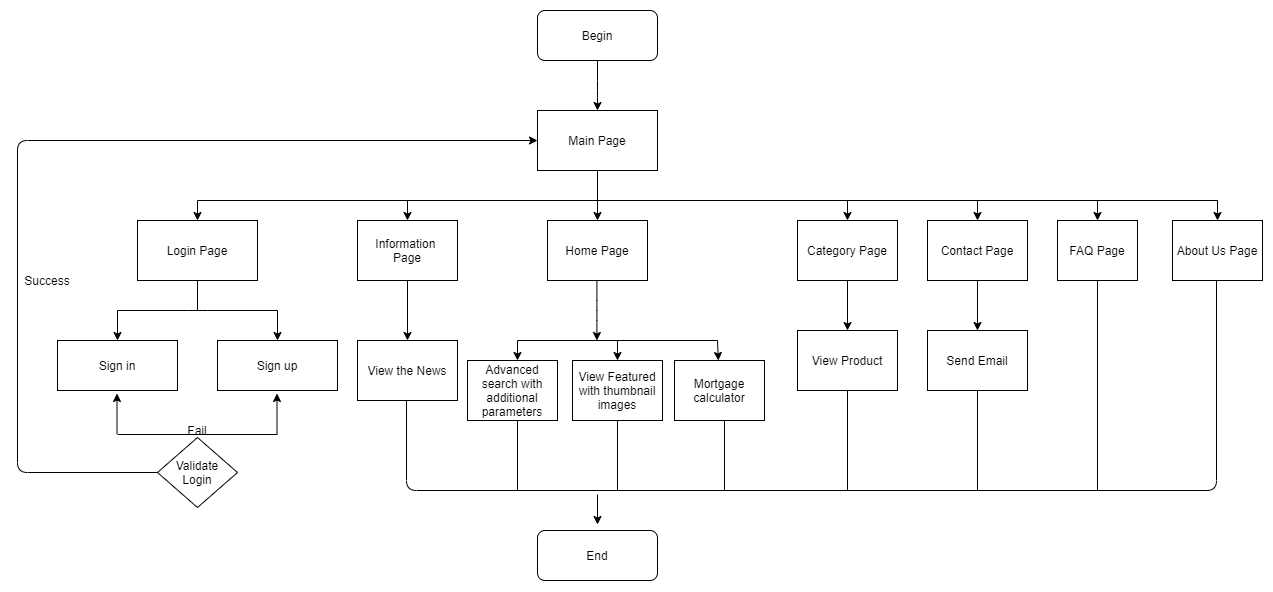 Begin
Main Page
Login Page
Information
Page
Home Page
Category Page
Contact Page
FAQ Page
About Us Page
Success
Sign in
Sign up
View the News
Advanced
search with
additional
parameters
View Featured
with thumbnail
images
Mortgage
calculator
View Product
Send Email
Fail
Validate
Login
End